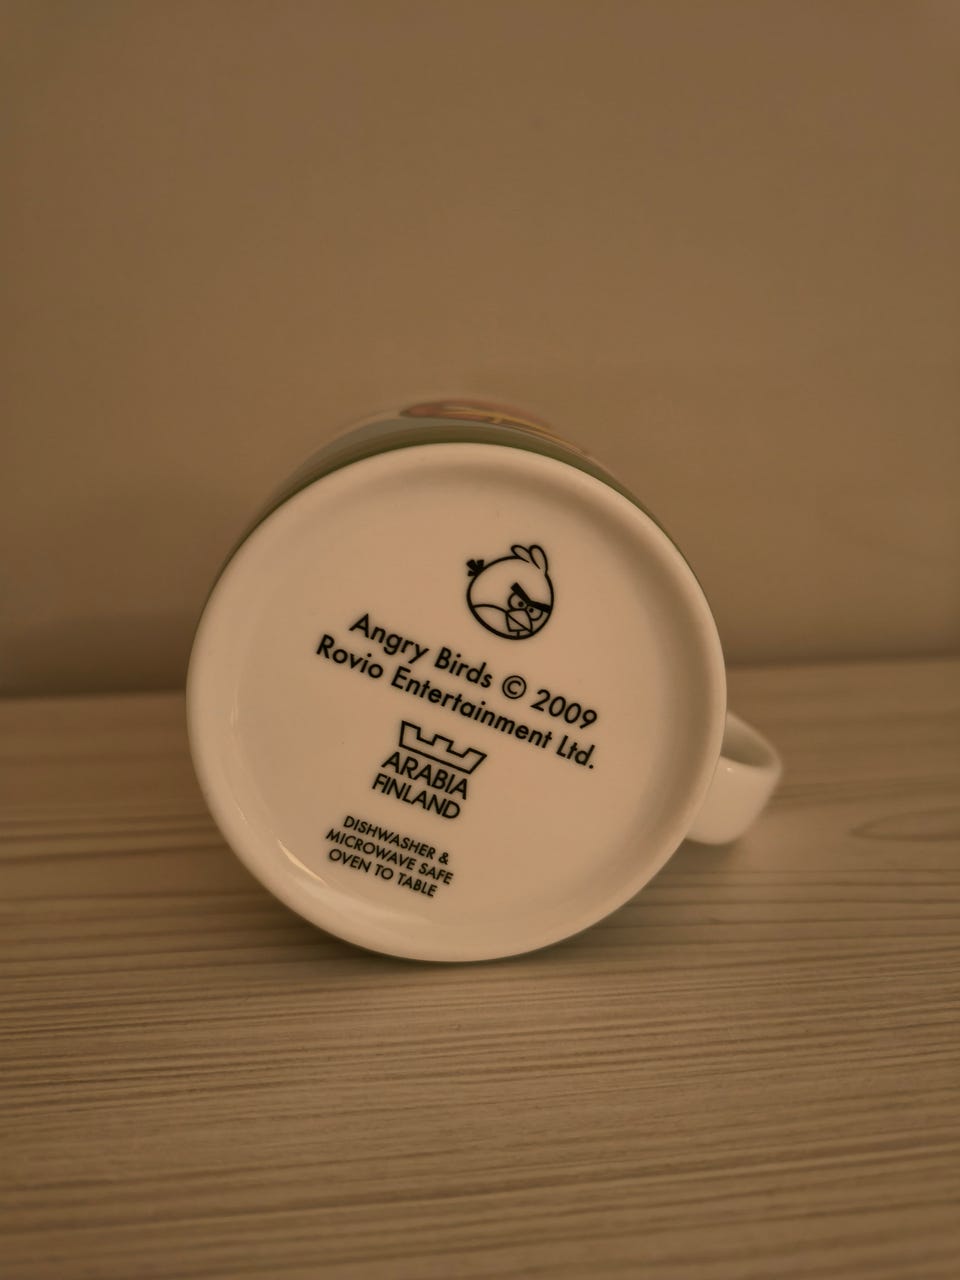 Angry Birds © 2009
Rovio Entertainment Ltd.
ARABIA
FINLAND
DISHWASHER &
MICROWAVE SAFE
OVEN TO TABLE